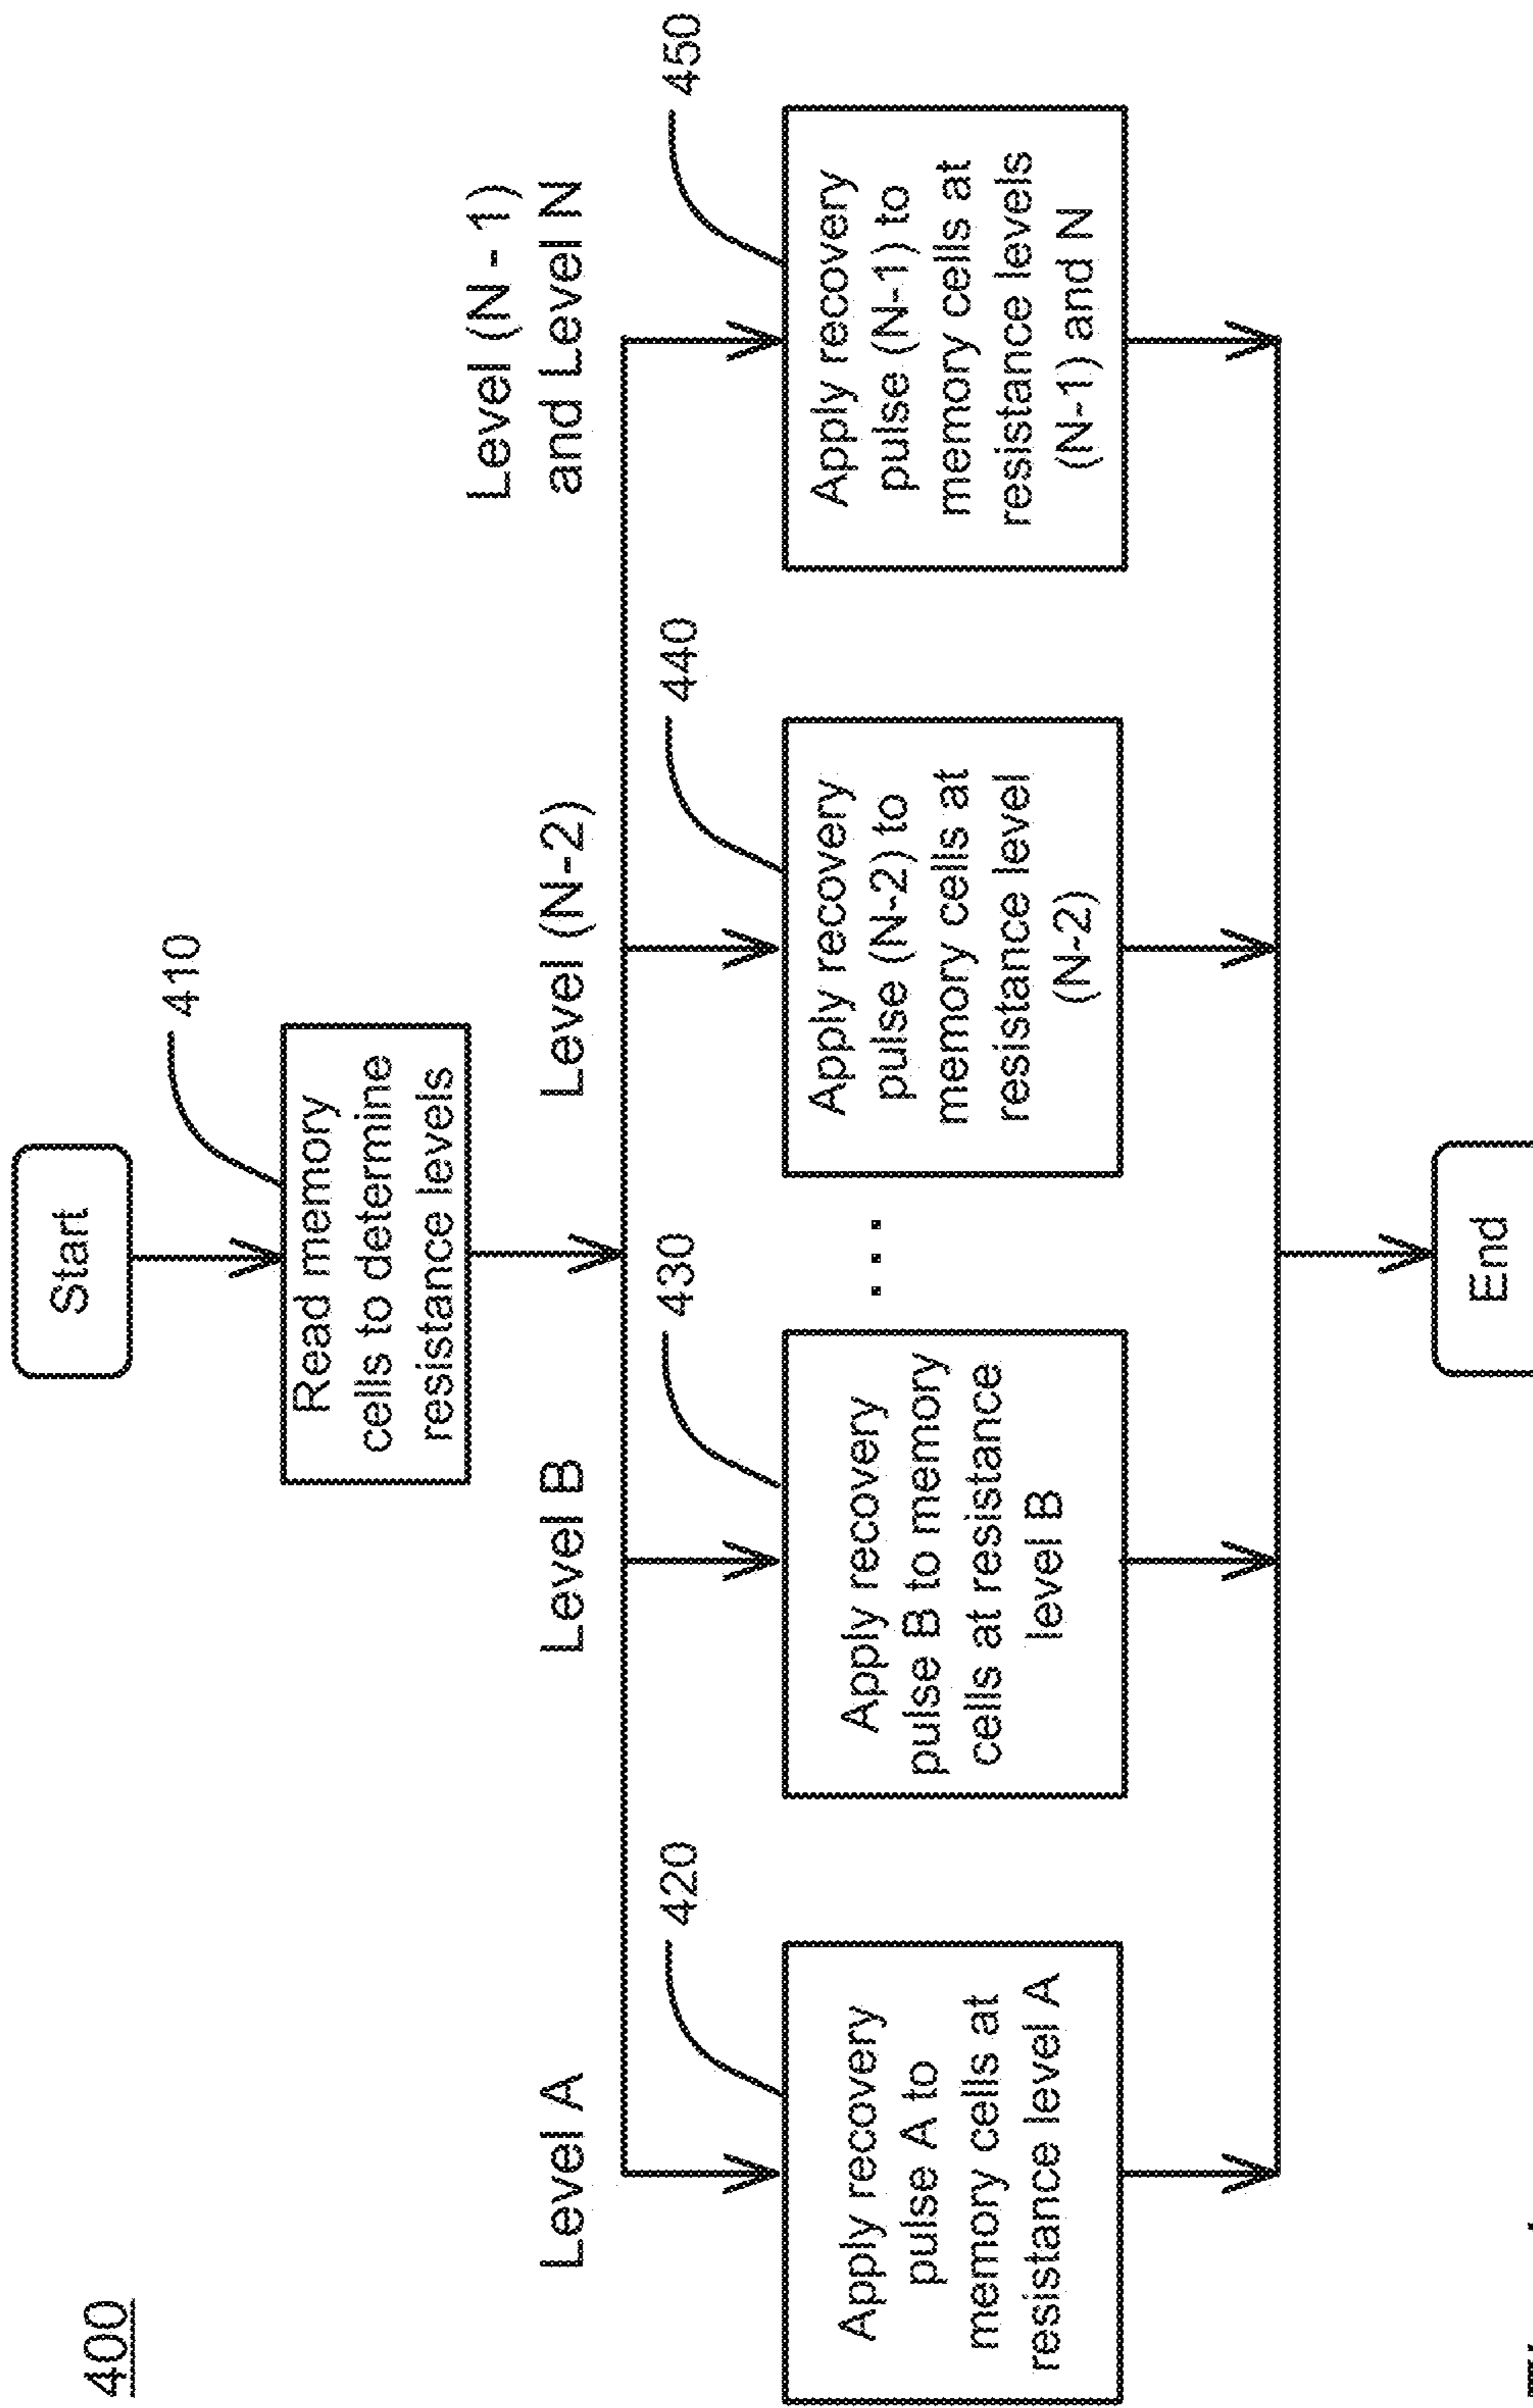 400
Start
410
Read memory
cells to determine
resistance levels
Level A
Level B
Level (N-2)
Level (N - 1)
and Level N
420
Apply recovery
pulse A to
memory cells at
resistance level A
430
Apply recovery
pulse B to memory
cells at resistance
level B
...
440
Apply recovery
pulse (N-2) to
memory cells at
resistance level
(N-2)
450
Apply recovery
pulse (N-1) to
memory cells at
resistance levels
(N-1) and N
End